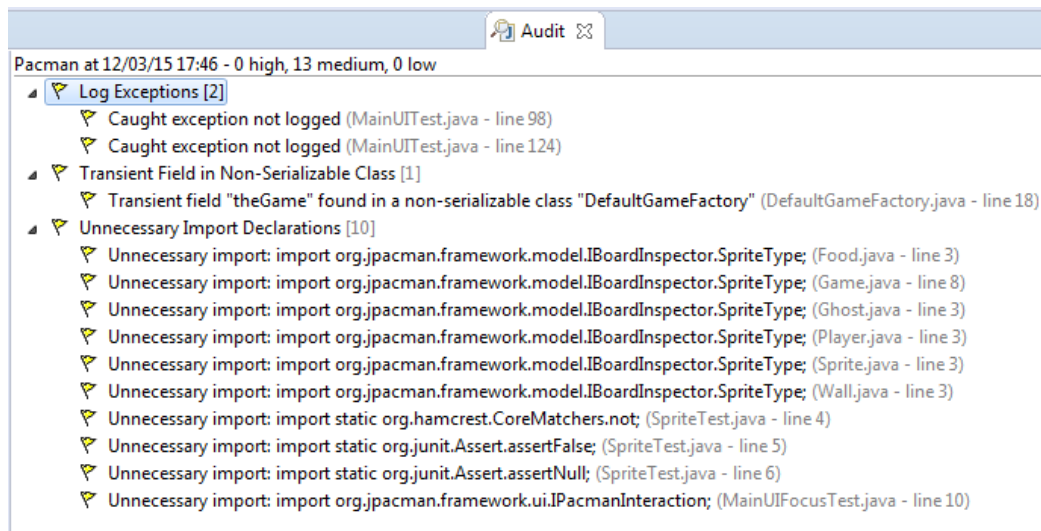 Audit
Pacman at 12/03/15 17:46 - 0 high, 13 medium, 0 low
Log Exceptions [2]
Caught exception not logged (MainUITest.java - line 98)
Caught exception not logged (MainUITest.java - line 124)
Transient Field in Non-Serializable Class [1]
Transient field "theGame" found in a non-serializable class "DefaultGameFactory" (DefaultGameFactory.java - line 18)
Unnecessary Import Declarations [10]
Unnecessary import: import org.jpacman.framework.model.IBoardInspector.SpriteType; (Food.java - line 3)
Unnecessary import: import org.jpacman.framework.model.IBoardInspector.SpriteType; (Game.java - line 8)
Unnecessary import: import org.jpacman.framework.model.IBoardInspector.SpriteType; (Ghost.java - line 3)
Unnecessary import: import org.jpacman.framework.model.IBoardInspector.SpriteType; (Player.java - line 3)
Unnecessary import: import org.jpacman.framework.model.IBoardInspector.SpriteType; (Sprite.java - line 3)
Unnecessary import: import org.jpacman.framework.model.IBoardInspector.SpriteType; (Wall.java - line 3)
Unnecessary import: import static org.hamcrest.CoreMatchers.not; (SpriteTest.java - line 4)
Unnecessary import: import static org.junit.Assert.assertFalse; (SpriteTest.java - line 5)
Unnecessary import: import static org.junit.Assert.assertNull; (SpriteTest.java - line 6)
Unnecessary import: import org.jpacman.framework.ui.IPacmanInteraction; (MainUIFocusTest.java - line 10)